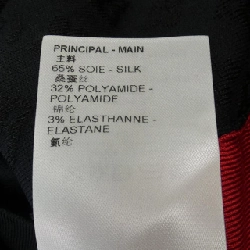 PRINCIPAL - MAIN
主料
65% SOIE - SILK
桑蚕丝
32% POLYAMIDE -
POLYAMIDE
锦纶
3% ELASTHANNE -
ELASTANE
氨纶